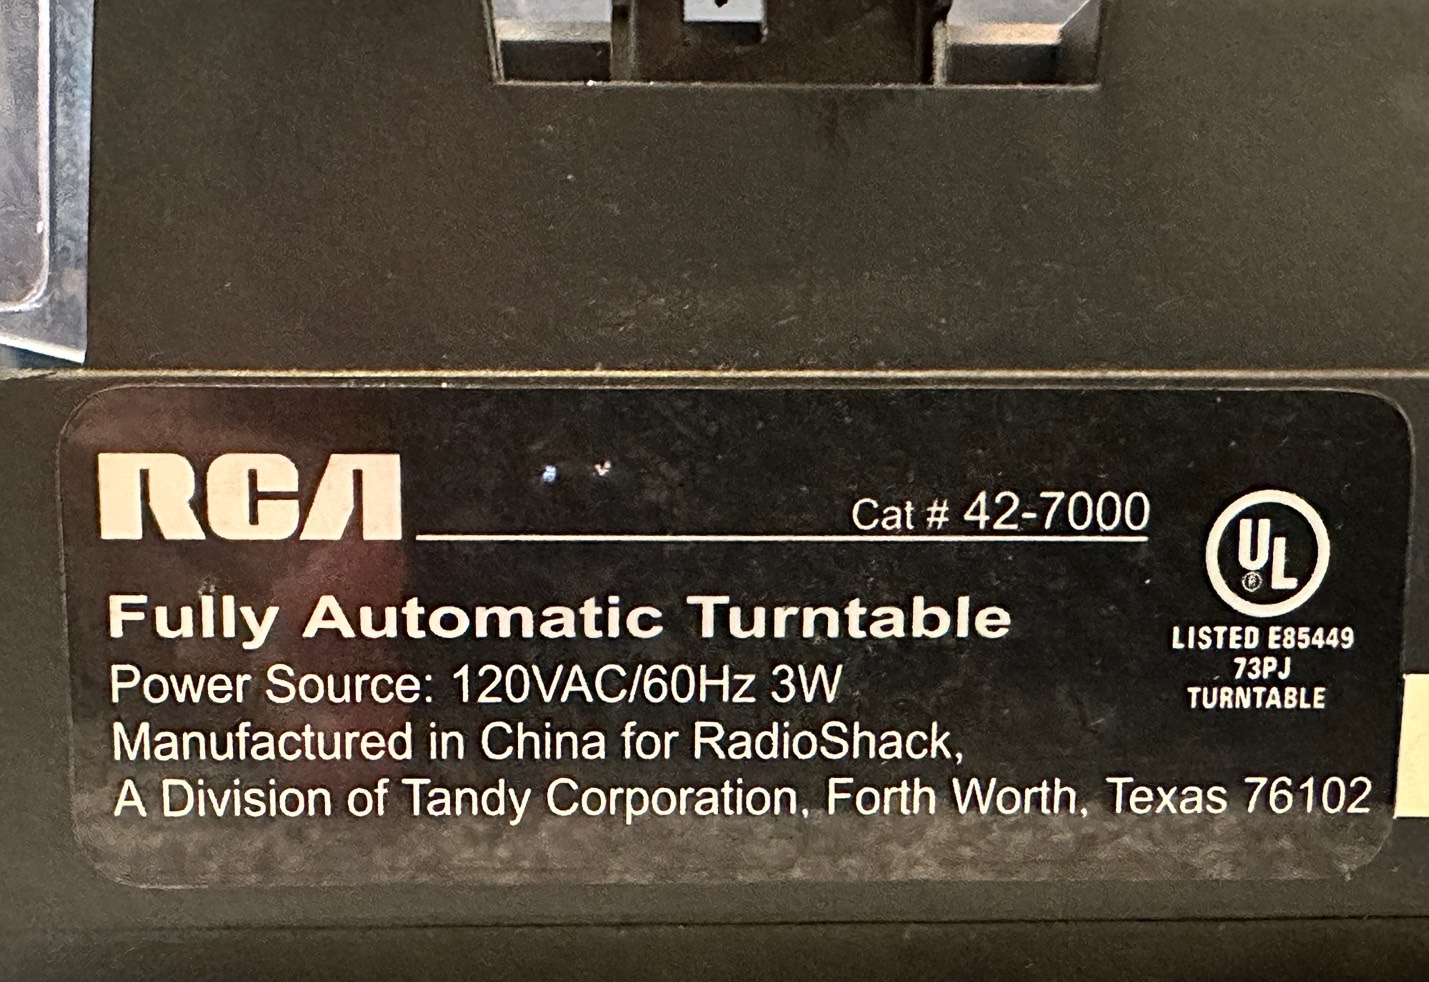 RCA
Cat # 42-7000
Fully Automatic Turntable
Power Source: 120VAC/60Hz 3W
Manufactured in China for RadioShack,
A Division of Tandy Corporation, Forth Worth, Texas 76102
UL
®
LISTED E85449
73PJ
TURNTABLE